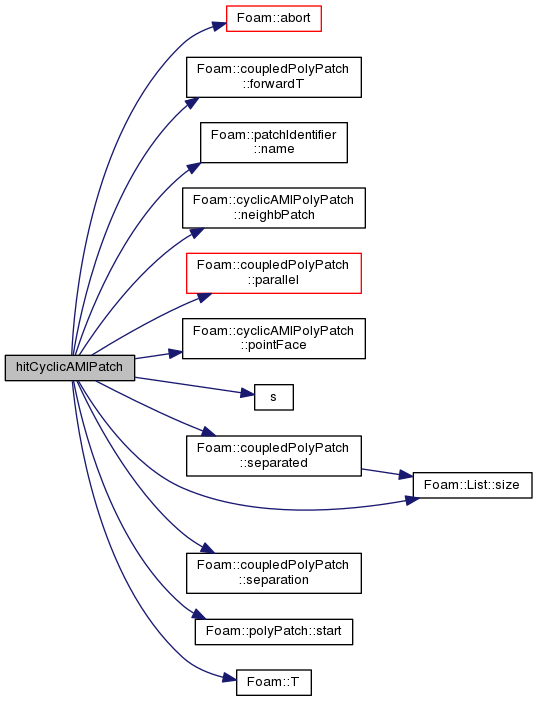 Foam::abort
Foam::coupledPolyPatch
::forwardT
Foam::patchIdentifier
::name
Foam::cyclicAMIPolyPatch
::neighbPatch
Foam::coupledPolyPatch
::parallel
Foam::cyclicAMIPolyPatch
::pointFace
hitCyclicAMIPatch
s
Foam::coupledPolyPatch
::separated
Foam::List::size
Foam::coupledPolyPatch
::separation
Foam::polyPatch::start
Foam::T